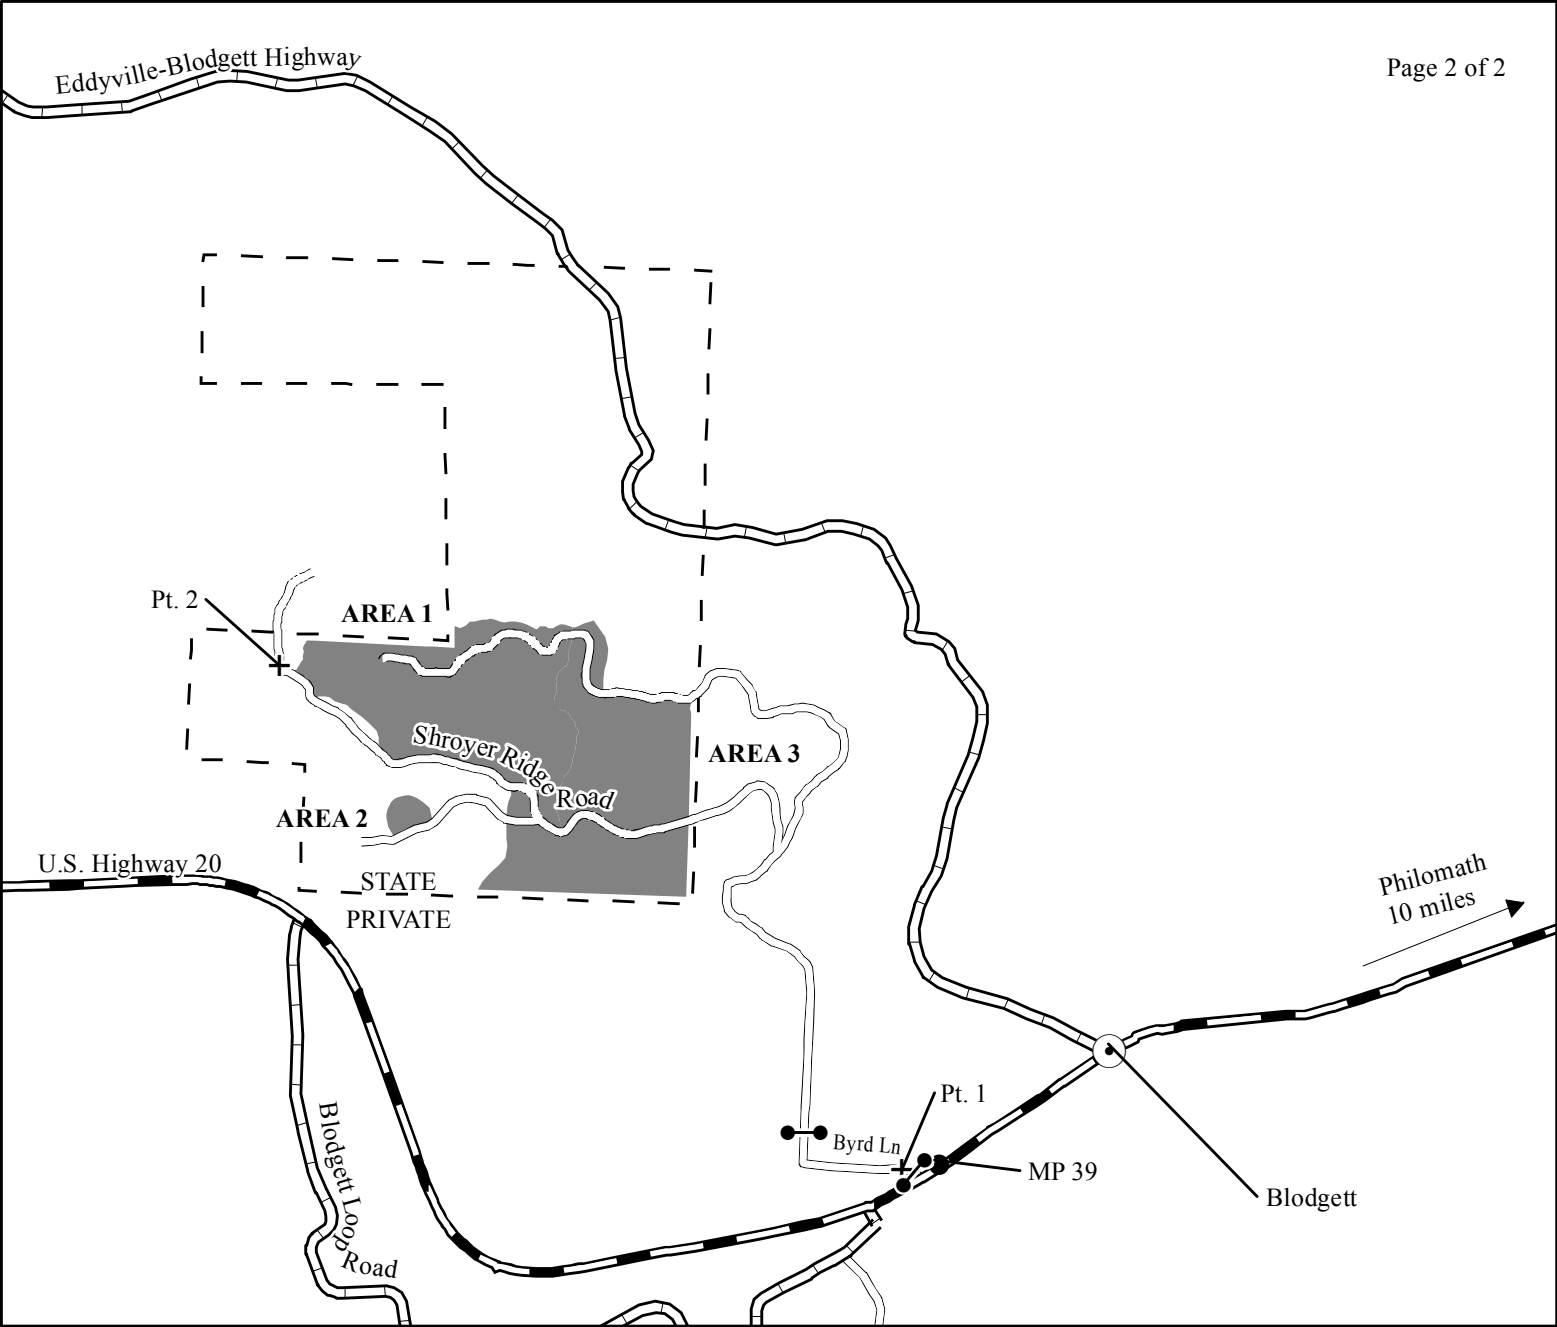 Eddyville-Blodgett Highway
Page 2 of 2
Pt. 2
AREA 1
Shroyer Ridge Road
AREA 3
AREA 2
U.S. Highway 20
STATE
PRIVATE
Philomath
10 miles
Pt. 1
Byrd Ln
MP 39
Blodgett
Blodgett Loop Road